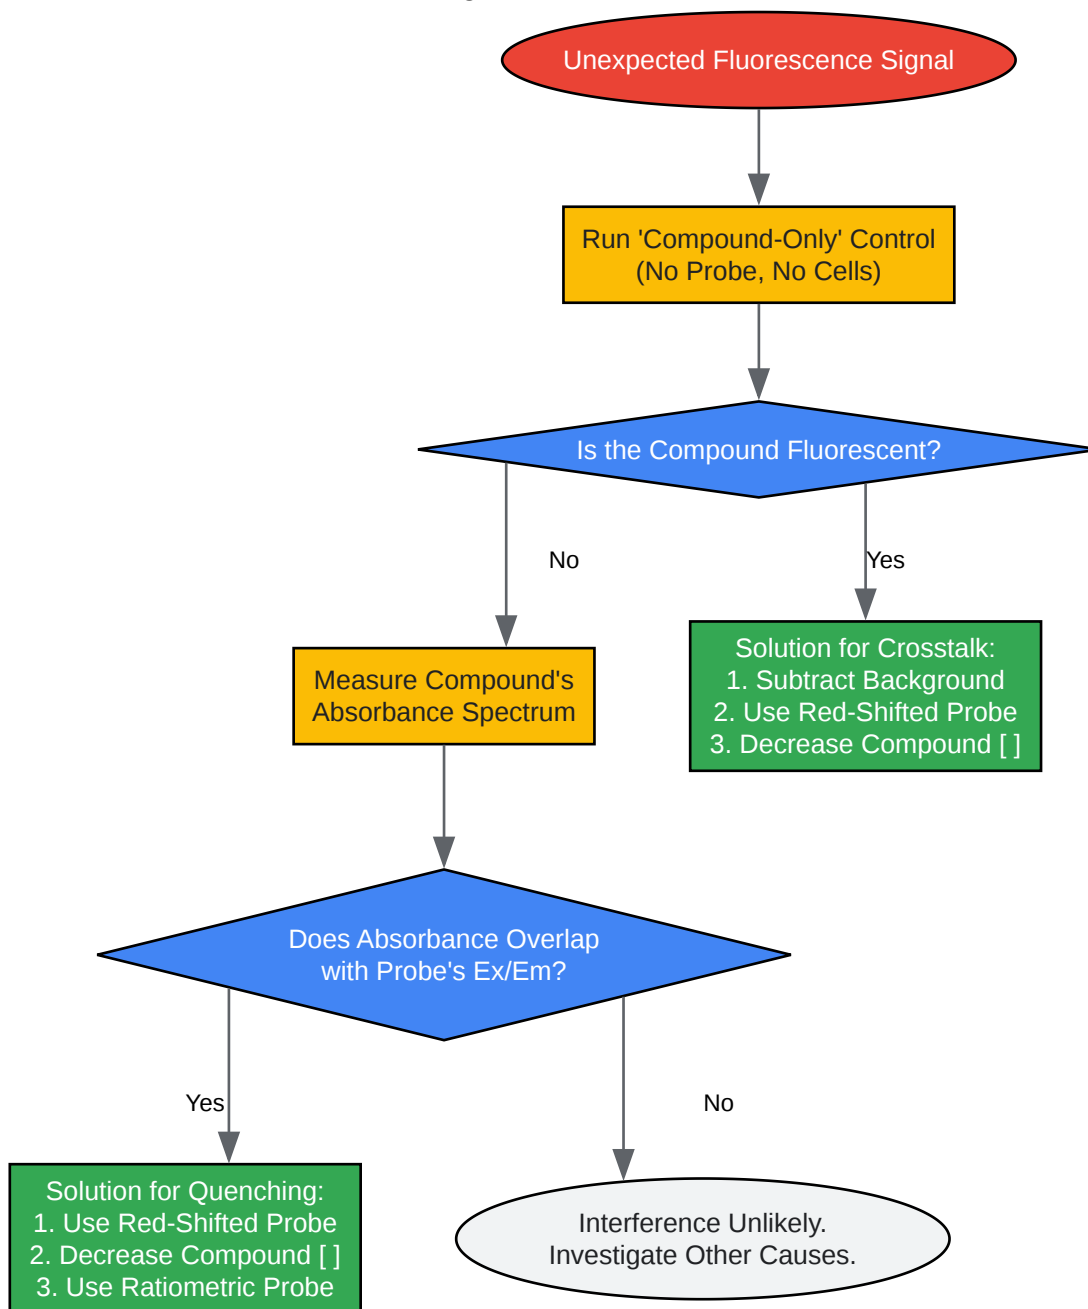 Unexpected Fluorescence Signal
Run 'Compound-Only' Control
(No Probe, No Cells)
Is the Compound Fluorescent?
No
Yes
Measure Compound's
Absorbance Spectrum
Solution for Crosstalk:
1. Subtract Background
2. Use Red-Shifted Probe
3. Decrease Compound [ ]
Does Absorbance Overlap
with Probe's Ex/Em?
Yes
No
Solution for Quenching:
1. Use Red-Shifted Probe
2. Decrease Compound [ ]
3. Use Ratiometric Probe
Interference Unlikely.
Investigate Other Causes.